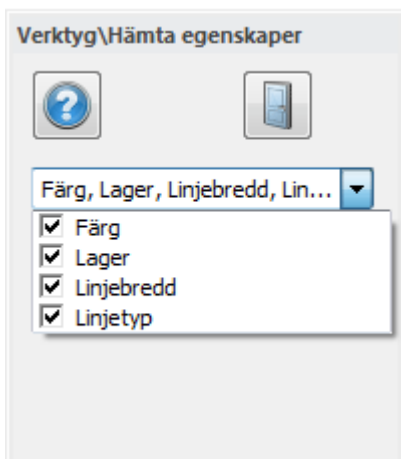 Verktyg\Hämta egenskaper
?
Färg, Lager, Linjebredd, Lin...
Färg
Lager
Linjebredd
Linjetyp